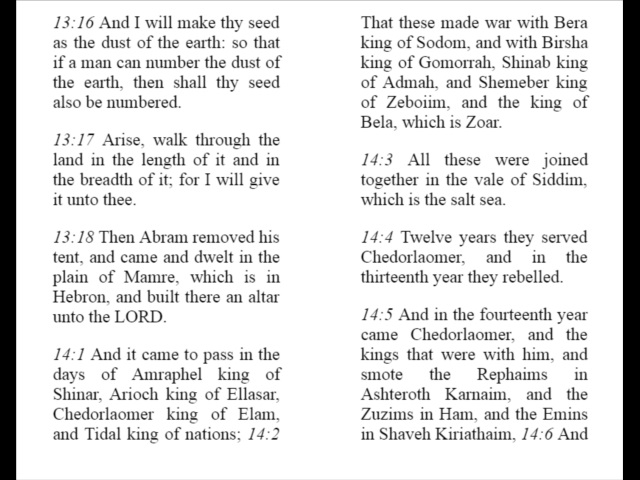 13:16 And I will make thy seed
as the dust of the earth: so that
if a man can number the dust of
the earth, then shall thy seed
also be numbered.
13:17 Arise, walk through the
land in the length of it and in
the breadth of it; for I will give
it unto thee.
13:18 Then Abram removed his
tent, and came and dwelt in the
plain of Mamre, which is in
Hebron, and built there an altar
unto the LORD.
14:1 And it came to pass in the
days of Amraphel king of
Shinar, Arioch king of Ellasar,
Chedorlaomer king of Elam,
and Tidal king of nations; 14:2
That these made war with Bera
king of Sodom, and with Birsha
king of Gomorrah, Shinab king
of Admah, and Shemeber king
of Zeboiim, and the king of
Bela, which is Zoar.
14:3 All these were joined
together in the vale of Siddim,
which is the salt sea.
14:4 Twelve years they served
Chedorlaomer, and in the
thirteenth year they rebelled.
14:5 And in the fourteenth year
came Chedorlaomer, and the
kings that were with him, and
smote the Rephaims in
Ashteroth Karnaim, and the
Zuzims in Ham, and the Emins
in Shaveh Kiriathaim, 14:6 And